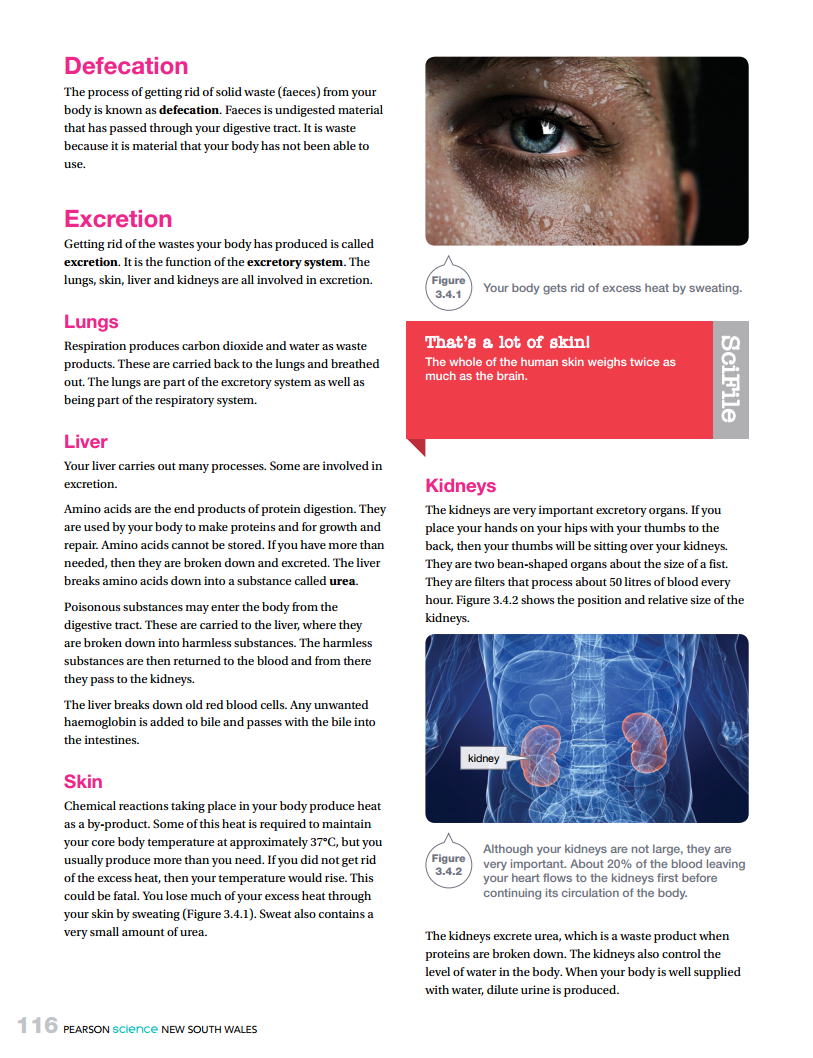 Defecation
The process of getting rid of solid waste (faeces) from your
body is known as defecation. Faeces is undigested material
that has passed through your digestive tract. It is waste
because it is material that your body has not been able to
use.
Excretion
Getting rid of the wastes your body has produced is called
excretion. It is the function of the excretory system. The
lungs, skin, liver and kidneys are all involved in excretion.
Lungs
Respiration produces carbon dioxide and water as waste
products. These are carried back to the lungs and breathed
out. The lungs are part of the excretory system as well as
being part of the respiratory system.
Liver
Your liver carries out many processes. Some are involved in
excretion.
Amino acids are the end products of protein digestion. They
are used by your body to make proteins and for growth and
repair. Amino acids cannot be stored. If you have more than
needed, then they are broken down and excreted. The liver
breaks amino acids down into a substance called urea.
Poisonous substances may enter the body from the
digestive tract. These are carried to the liver, where they
are broken down into harmless substances. The harmless
substances are then returned to the blood and from there
they pass to the kidneys.
The liver breaks down old red blood cells. Any unwanted
haemoglobin is added to bile and passes with the bile into
the intestines.
Skin
Chemical reactions taking place in your body produce heat
as a by-product. Some of this heat is required to maintain
your core body temperature at approximately 37°C, but you
usually produce more than you need. If you did not get rid
of the excess heat, then your temperature would rise. This
could be fatal. You lose much of your excess heat through
your skin by sweating (Figure 3.4.1). Sweat also contains a
very small amount of urea.
Figure
3.4.1
Your body gets rid of excess heat by sweating.
That's a lot of skin!
The whole of the human skin weighs twice as
much as the brain.
SciFile
Kidneys
The kidneys are very important excretory organs. If you
place your hands on your hips with your thumbs to the
back, then your thumbs will be sitting over your kidneys.
They are two bean-shaped organs about the size of a fist.
They are filters that process about 50 litres of blood every
hour. Figure 3.4.2 shows the position and relative size of the
kidneys.
kidney
Figure
3.4.2
Although your kidneys are not large, they are
very important. About 20% of the blood leaving
your heart flows to the kidneys first before
continuing its circulation of the body.
The kidneys excrete urea, which is a waste product when
proteins are broken down. The kidneys also control the
level of water in the body. When your body is well supplied
with water, dilute urine is produced.
116 PEARSON science NEW SOUTH WALES